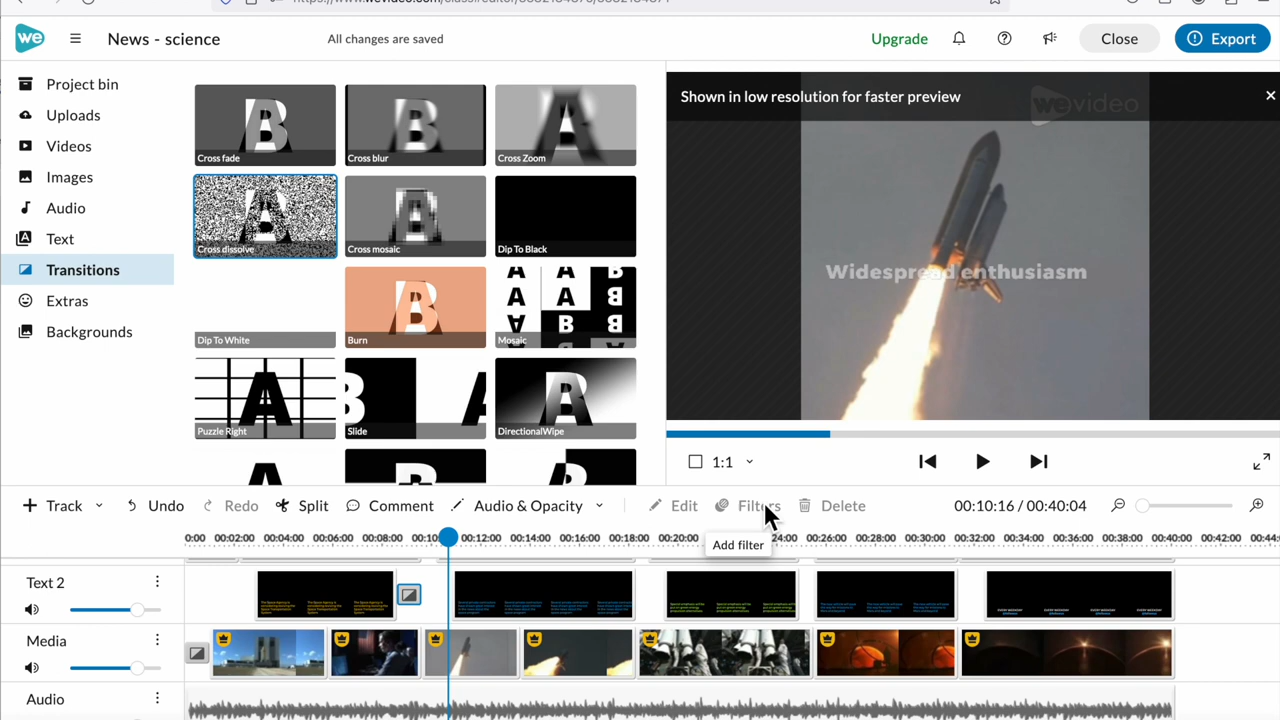 we
News - science
All changes are saved
Upgrade
Close
Export
Project bin
Uploads
Videos
Images
Audio
Text
Transitions
Extras
Backgrounds
Cross fade
Cross blur
Cross Zoom
Cross dissolve
Cross mosaic
Dip To Black
Dip To White
Burn
Mosaic
Puzzle Right
Slide
DirectionalWipe
Shown in low resolution for faster preview
wevideo
Widespread enthusiasm
1:1
Track
Undo
Redo
Split
Comment
Audio & Opacity
Edit
Filters
Delete
00:10:16 / 00:40:04
Add filter
0:00 00:02:00 00:04:00 00:06:00 00:08:00 00:10: 00:12:00 00:14:00 00:16:00 00:18:00 00:20:00 :24:00 00:26:00 00:28:00 00:30:00 00:32:00 00:34:00 00:36:00 00:38:00 00:40:00 00:42:00 00:44:
Text 2
Media
Audio